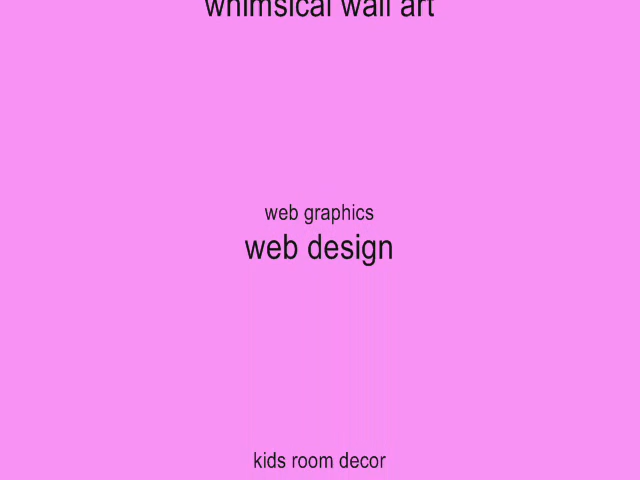 whimsical wall art
web graphics
web design
kids room decor